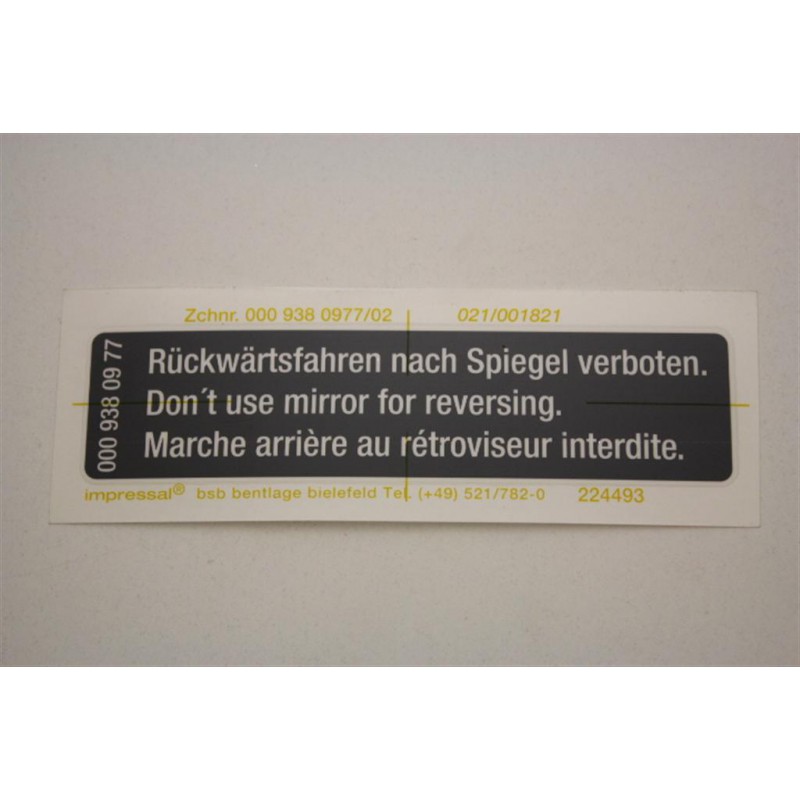 Zchnr. 000 938 0977/02 021/001821
000 938 09 77
Rückwärtsfahren nach Spiegel verboten.
Don´t use mirror for reversing.
Marche arrière au rétroviseur interdite.
impressal® bsb bentlage bielefeld Tel. (+49) 521/782-0 224493